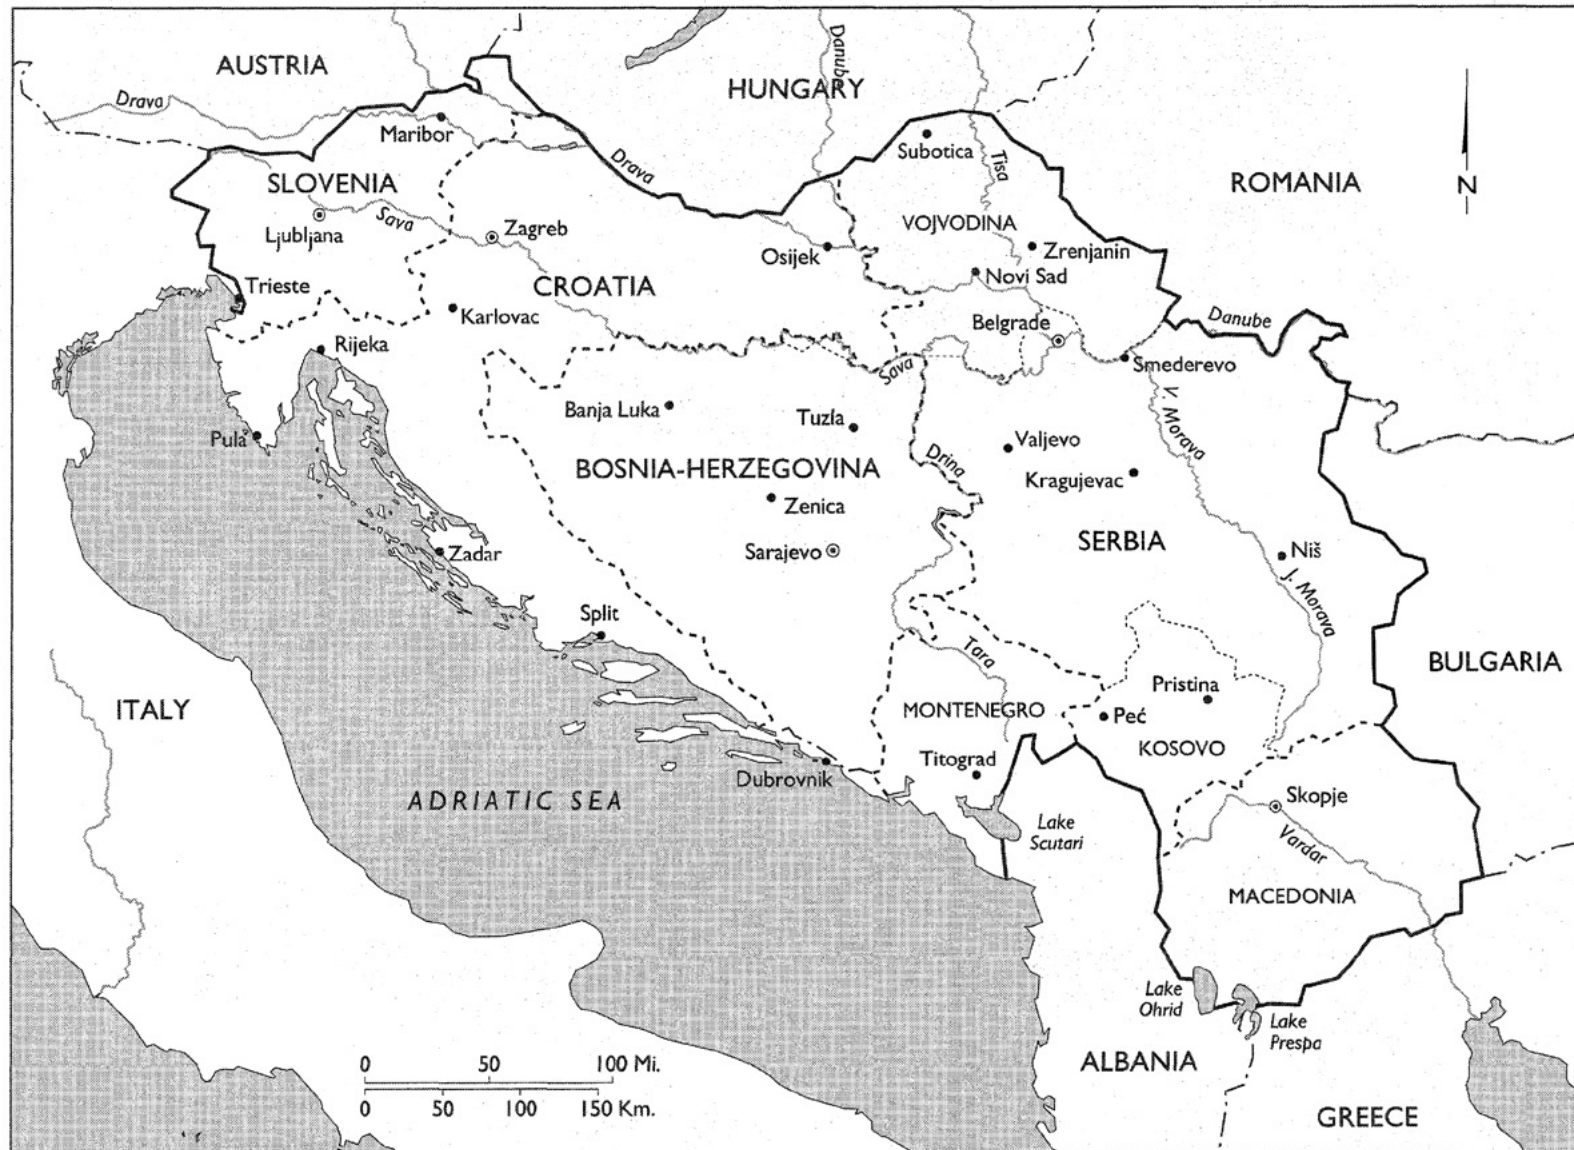 AUSTRIA
HUNGARY
Danube
Drava
Maribor
Drava
Subotica
Tisa
ROMANIA
N
SLOVENIA
Sava
Ljubljana
Zagreb
VOJVODINA
Osijek
Zrenjanin
Novi Sad
Trieste
CROATIA
Karlovac
Belgrade
Danube
Rijeka
Sava
Smederevo
Banja Luka
Tuzla
V. Morava
Pula
Valjevo
BOSNIA-HERZEGOVINA
Drina
Kragujevac
Zenica
Zadar
Sarajevo
SERBIA
Niš
J. Morava
Split
Tara
BULGARIA
Pristina
ITALY
MONTENEGRO
Peć
KOSOVO
Titograd
Dubrovnik
ADRIATIC SEA
Skopje
Lake
Scutari
Vardar
MACEDONIA
Lake
Ohrid
Lake
Prespa
0 50 100 Mi.
0 50 100 150 Km.
ALBANIA
GREECE